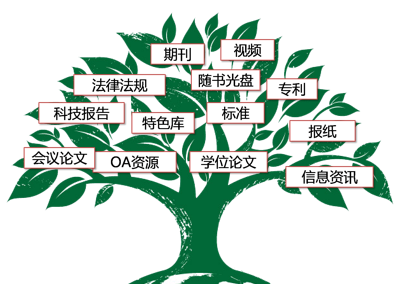 期刊
视频
法律法规
随书光盘
专利
科技报告
特色库
标准
报纸
会议论文
OA资源
学位论文
信息资讯